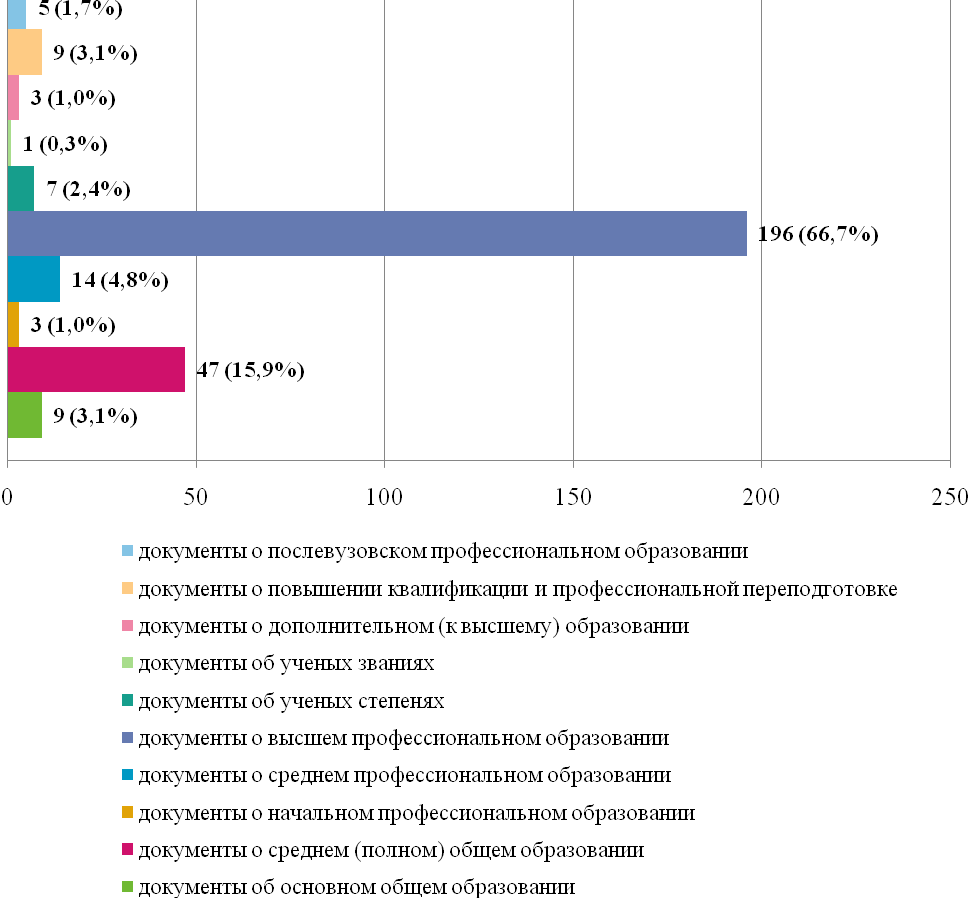 5 (1,7%)
9 (3,1%)
3 (1,0%)
1 (0,3%)
7 (2,4%)
196 (66,7%)
14 (4,8%)
3 (1,0%)
47 (15,9%)
9 (3,1%)
0 50 100 150 200 250
документы о послевузовском профессиональном образовании
документы о повышении квалификации и профессиональной переподготовке
документы о дополнительном (к высшему) образовании
документы об ученых званиях
документы об ученых степенях
документы о высшем профессиональном образовании
документы о среднем профессиональном образовании
документы о начальном профессиональном образовании
документы о среднем (полном) общем образовании
документы об основном общем образовании